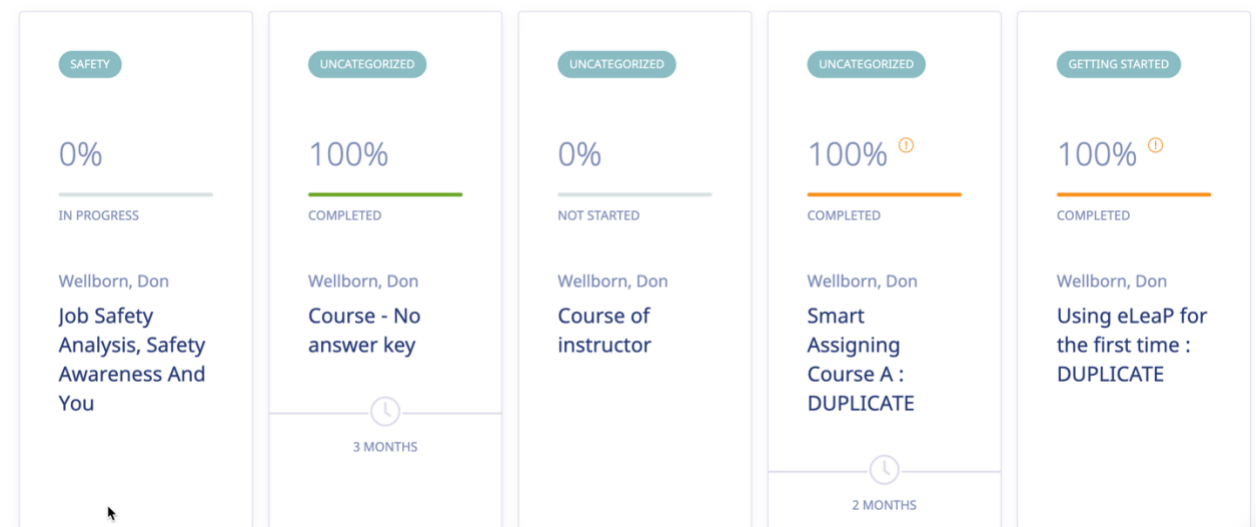 SAFETY
0%
IN PROGRESS
Wellborn, Don
Job Safety
Analysis, Safety
Awareness And
You
UNCATEGORIZED
100%
COMPLETED
Wellborn, Don
Course - No
answer key
3 MONTHS
UNCATEGORIZED
0%
NOT STARTED
Wellborn, Don
Course of
instructor
UNCATEGORIZED
100%
COMPLETED
Wellborn, Don
Smart
Assigning
Course A :
DUPLICATE
2 MONTHS
GETTING STARTED
100%
COMPLETED
Wellborn, Don
Using eLeaP for
the first time :
DUPLICATE